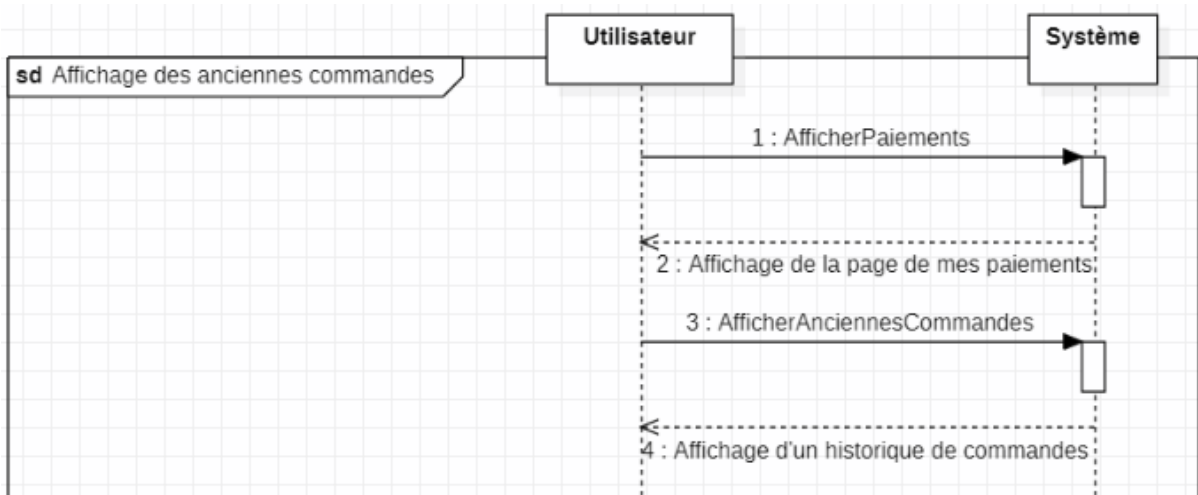 Utilisateur
Système
sd Affichage des anciennes commandes
1 : AfficherPaiements
2 : Affichage de la page de mes paiements
3 : AfficherAnciennesCommandes
4 : Affichage d'un historique de commandes